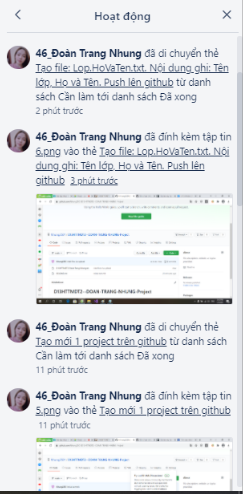 Hoạt động
46_Đoàn Trang Nhung đã di chuyển thẻ
Tạo file: Lop.HoVaTen.txt. Nội dung ghi: Tên
lớp, Họ và Tên. Push lên github từ danh
sách Cần làm tới danh sách Đã xong
2 phút trước
46_Đoàn Trang Nhung đã đính kèm tập tin
6.png vào thẻ Tạo file: Lop.HoVaTen.txt. Nội
dung ghi: Tên lớp, Họ và Tên. Push lên
github 3 phút trước
46_Đoàn Trang Nhung đã di chuyển thẻ
Tạo mới 1 project trên github từ danh sách
Cần làm tới danh sách Đã xong
11 phút trước
46_Đoàn Trang Nhung đã đính kèm tập tin
5.png vào thẻ Tạo mới 1 project trên github
11 phút trước